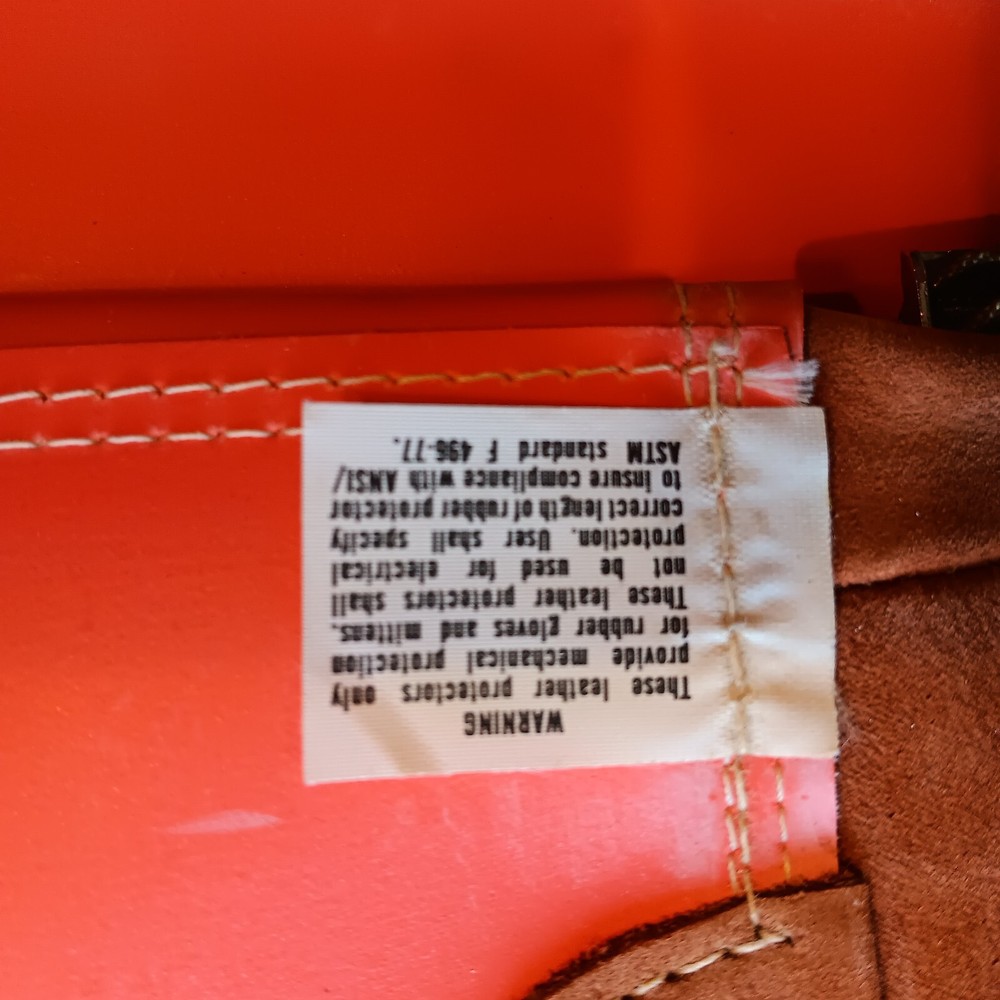 WARNING
These leather protectors only
provide mechanical protection
for rubber gloves and mittens.
These leather protectors shall
not be used for electrical
protection. User shall specify
correct length of rubber protector
to insure compliance with ANSI/
ASTM standard F 496-77.